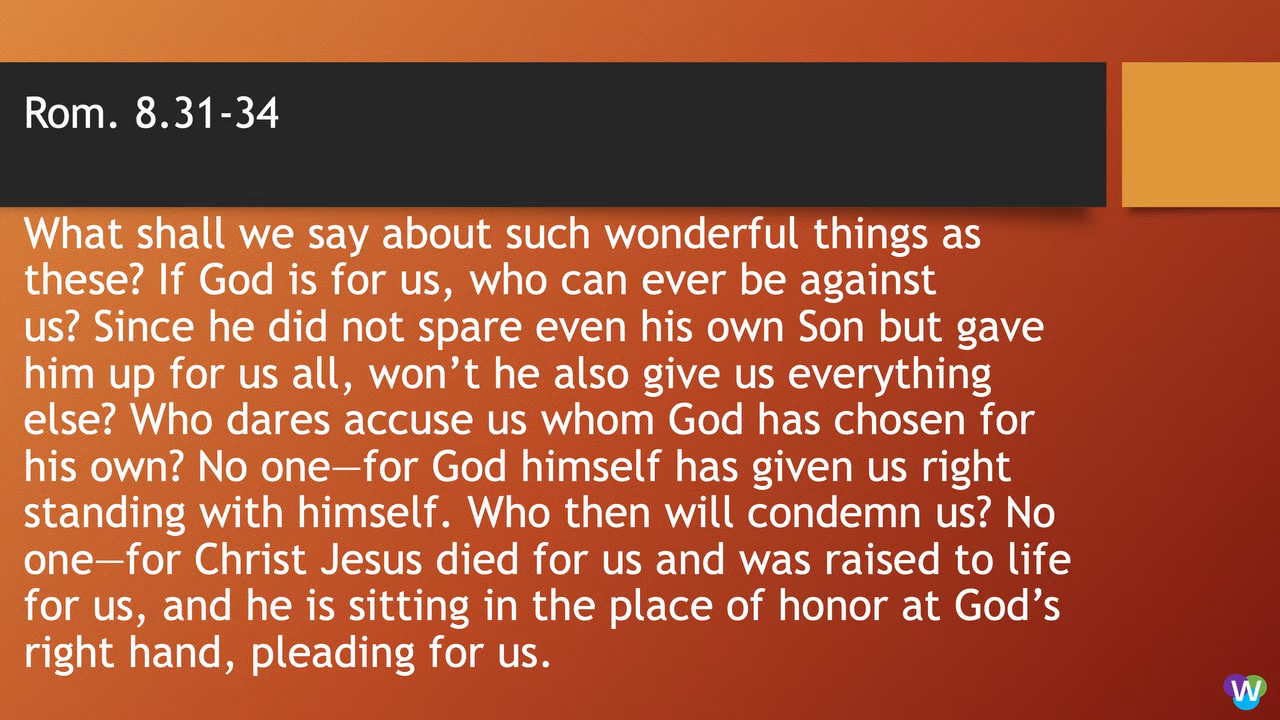 Rom. 8.31-34
What shall we say about such wonderful things as
these? If God is for us, who can ever be against
us? Since he did not spare even his own Son but gave
him up for us all, won’t he also give us everything
else? Who dares accuse us whom God has chosen for
his own? No one—for God himself has given us right
standing with himself. Who then will condemn us? No
one—for Christ Jesus died for us and was raised to life
for us, and he is sitting in the place of honor at God’s
right hand, pleading for us.
W